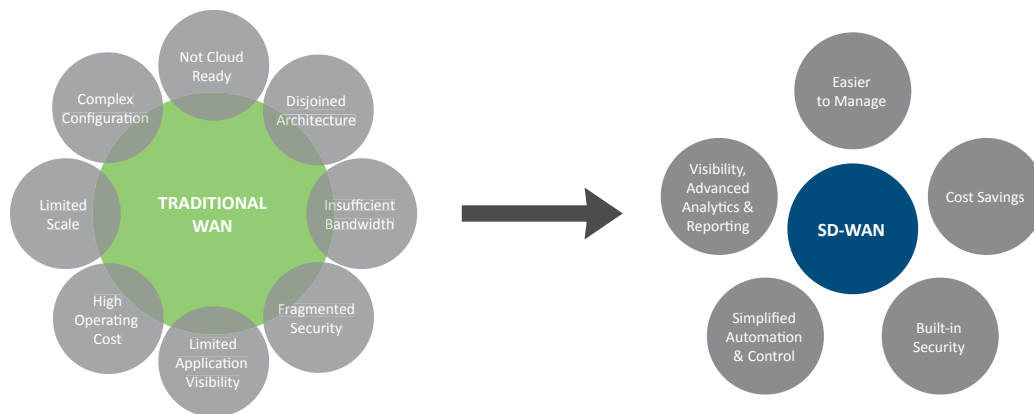 Not Cloud
Ready
Disjoined
Architecture
Insufficient
Bandwidth
Fragmented
Security
Limited
Application
Visibility
High
Operating
Cost
Limited
Scale
Complex
Configuration
TRADITIONAL
WAN
Easier
to Manage
Cost Savings
Built-in
Security
Simplified
Automation
& Control
Visibility,
Advanced
Analytics &
Reporting
SD-WAN